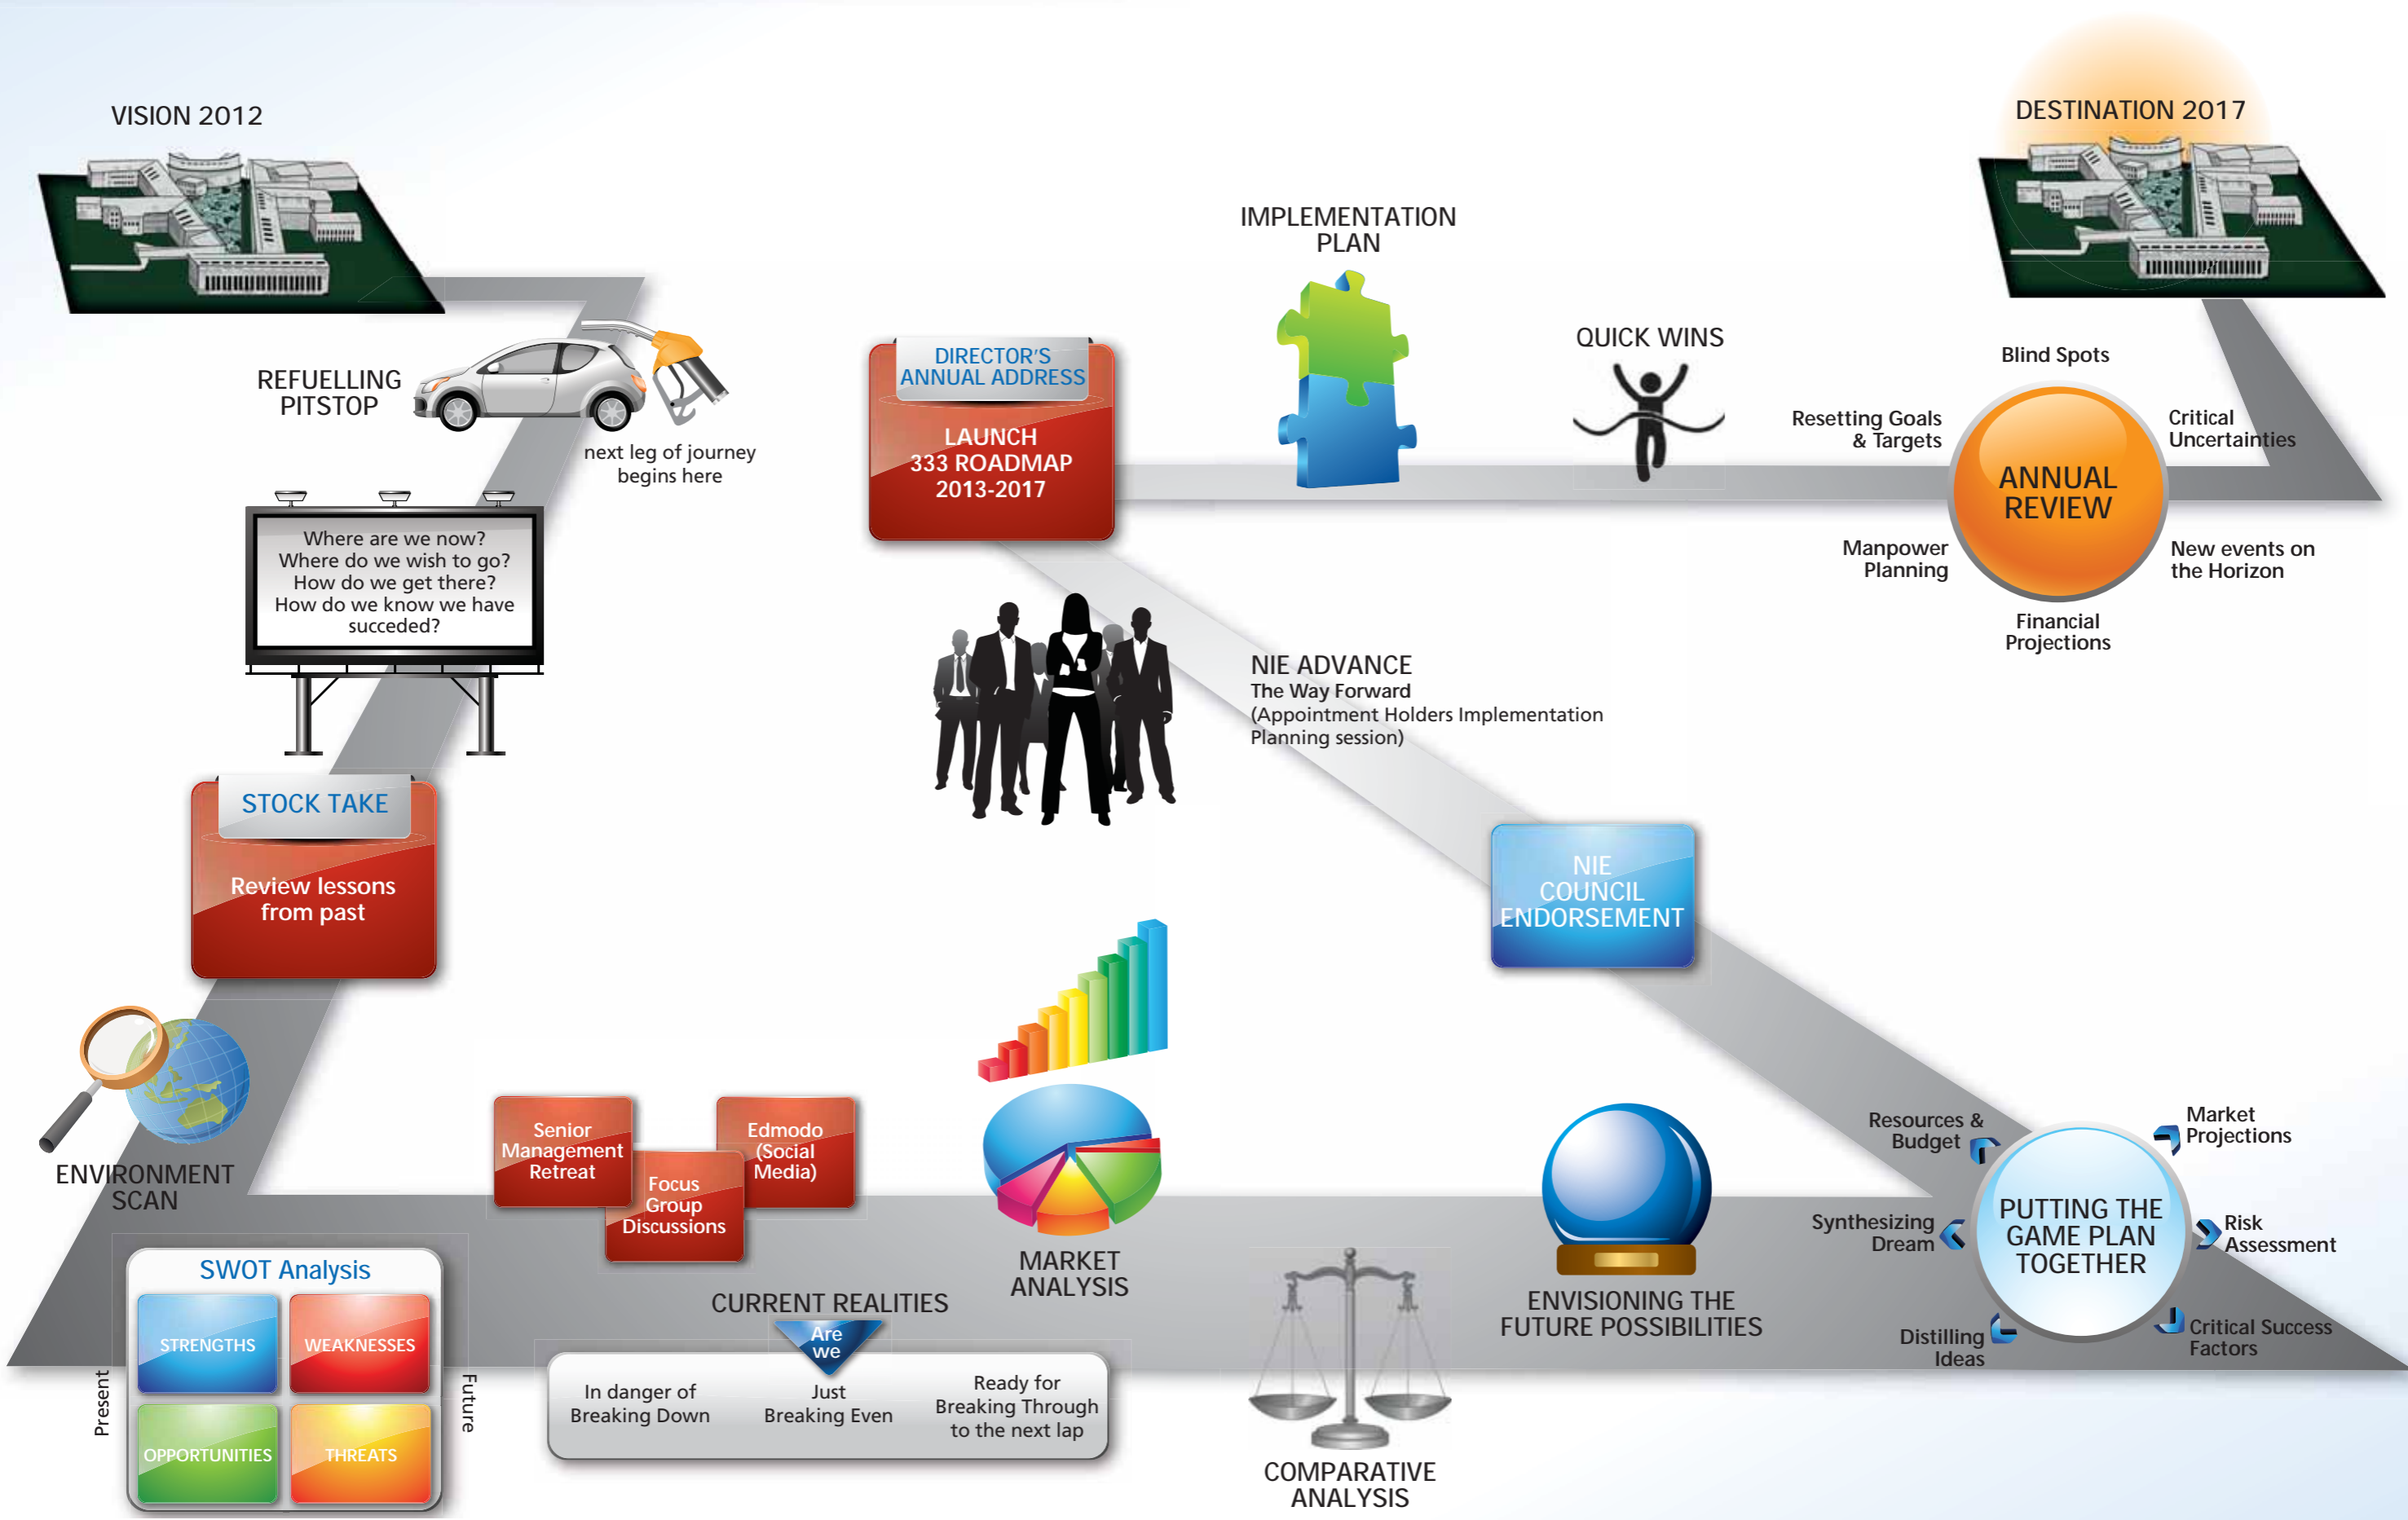 VISION 2012
REFUELLING
PITSTOP
next leg of journey
begins here
Where are we now?
Where do we wish to go?
How do we get there?
How do we know we have
succeded?
STOCK TAKE
Review lessons
from past
ENVIRONMENT
SCAN
SWOT Analysis
STRENGTHS
WEAKNESSES
OPPORTUNITIES
THREATS
Present
Future
Senior
Management
Retreat
Focus
Group
Discussions
Edmodo
(Social
Media)
CURRENT REALITIES
Are
we
In danger of
Breaking Down
Just
Breaking Even
Ready for
Breaking Through
to the next lap
MARKET
ANALYSIS
COMPARATIVE
ANALYSIS
ENVISIONING THE
FUTURE POSSIBILITIES
PUTTING THE
GAME PLAN
TOGETHER
Resources &
Budget
Synthesizing
Dream
Distilling
Ideas
Market
Projections
Risk
Assessment
Critical Success
Factors
NIE
COUNCIL
ENDORSEMENT
NIE ADVANCE
The Way Forward
(Appointment Holders Implementation
Planning session)
DIRECTOR'S
ANNUAL ADDRESS
LAUNCH
333 ROADMAP
2013-2017
IMPLEMENTATION
PLAN
QUICK WINS
ANNUAL
REVIEW
Blind Spots
Resetting Goals
& Targets
Critical
Uncertainties
Manpower
Planning
New events on
the Horizon
Financial
Projections
DESTINATION 2017